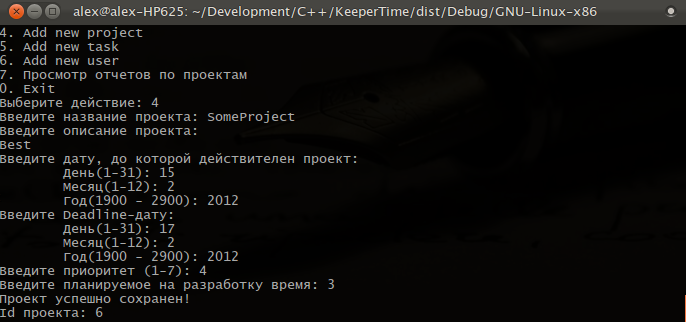 alex@alex-HP625: ~/Development/C++/KeeperTime/dist/Debug/GNU-Linux-x86
4. Add new project
5. Add new task
6. Add new user
7. Просмотр отчетов по проектам
0. Exit
Выберите действие: 4
Введите название проекта: SomeProject
Введите описание проекта:
Best
Введите дату, до которой действителен проект:
День(1-31): 15
Месяц(1-12): 2
год(1900 - 2900): 2012
Введите Deadline-дату:
День(1-31): 17
Месяц(1-12): 2
год(1900 - 2900): 2012
Введите приоритет (1-7): 4
Введите планируемое на разработку время: 3
Проект успешно сохранен!
Id проекта: 6